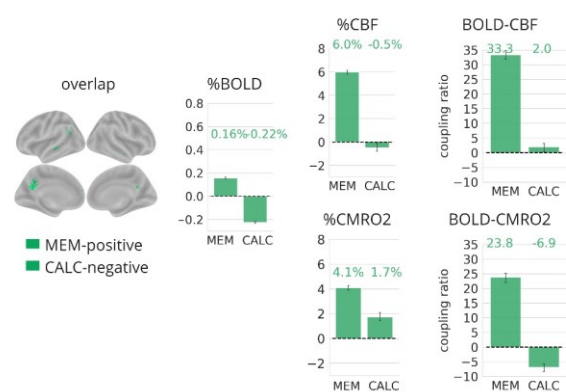 overlap
MEM-positive
CALC-negative
%BOLD
0.8
0.6
0.4
0.2
0.0
−0.2
0.16% -0.22%
MEM CALC
%CBF
8
6
4
2
0
−2
6.0% -0.5%
MEM CALC
BOLD-CBF
coupling ratio
35
30
25
20
15
10
5
0
−5
−10
33.3 2.0
MEM CALC
%CMRO2
8
6
4
2
0
−2
4.1% 1.7%
MEM CALC
BOLD-CMRO2
coupling ratio
35
30
25
20
15
10
5
0
−5
−10
23.8 -6.9
MEM CALC